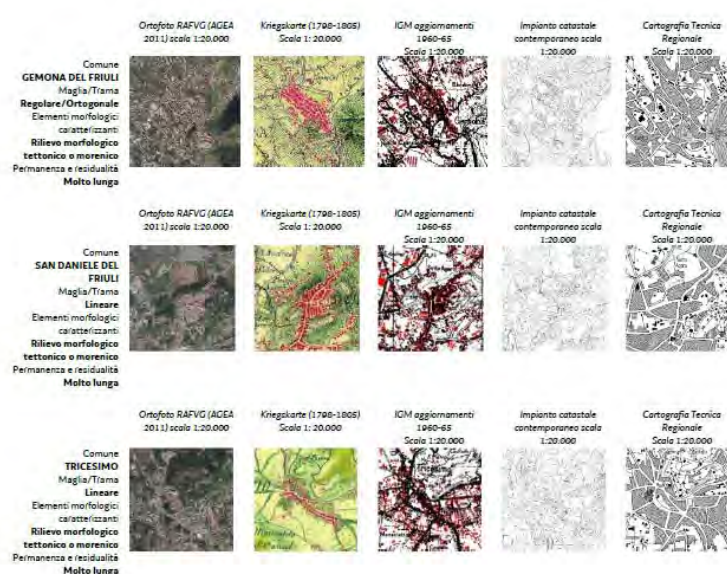 Ortofoto RAFVG (AGEA
2011) scala 1:20.000
Kriegskarte (1798-1805)
Scala 1: 20.000
IGM aggiornamenti
1960-65
Scala 1:20.000
Impianto catastale
contemporaneo scala
1:20.000
Cartografia Tecnica
Regionale
Scala 1:20.000
Comune
GEMONA DEL FRIULI
Maglia/Trama
Regolare/Ortogonale
Elementi morfologici
caratterizzanti
Rilievo morfologico
tettonico o morenico
Permanenza e residualità
Molto lunga
Ortofoto RAFVG (AGEA
2011) scala 1:20.000
Kriegskarte (1798-1805)
Scala 1: 20.000
IGM aggiornamenti
1960-65
Scala 1:20.000
Impianto catastale
contemporaneo scala
1:20.000
Cartografia Tecnica
Regionale
Scala 1:20.000
Comune
SAN DANIELE DEL
FRIULI
Maglia/Trama
Lineare
Elementi morfologici
caratterizzanti
Rilievo morfologico
tettonico o morenico
Permanenza e residualità
Molto lunga
Ortofoto RAFVG (AGEA
2011) scala 1:20.000
Kriegskarte (1798-1805)
Scala 1: 20.000
IGM aggiornamenti
1960-65
Scala 1:20.000
Impianto catastale
contemporaneo scala
1:20.000
Cartografia Tecnica
Regionale
Scala 1:20.000
Comune
TRICESIMO
Maglia/Trama
Lineare
Elementi morfologici
caratterizzanti
Rilievo morfologico
tettonico o morenico
Permanenza e residualità
Molto lunga